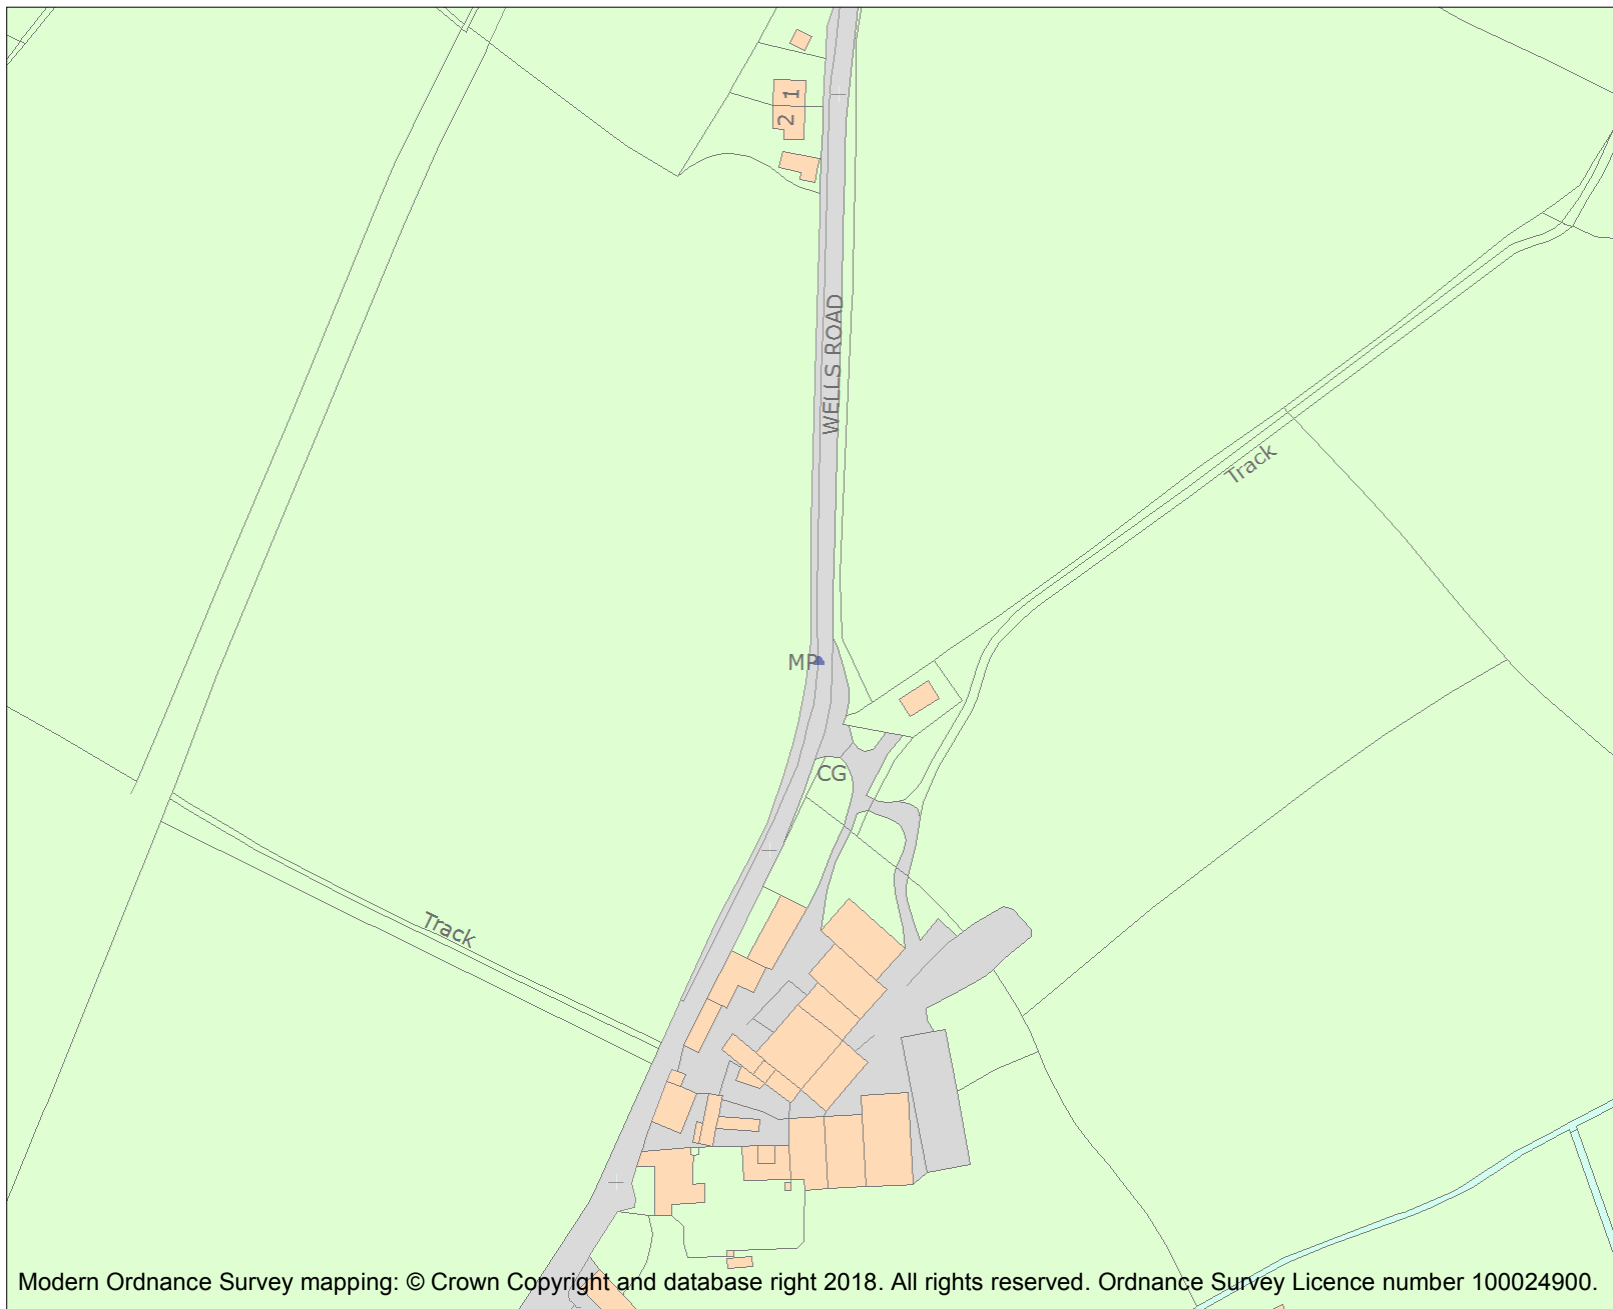 1
2
WELLS ROAD
Track
MP
CG
Track
Modern Ordnance Survey mapping: © Crown Copyright and database right 2018. All rights reserved. Ordnance Survey Licence number 100024900.